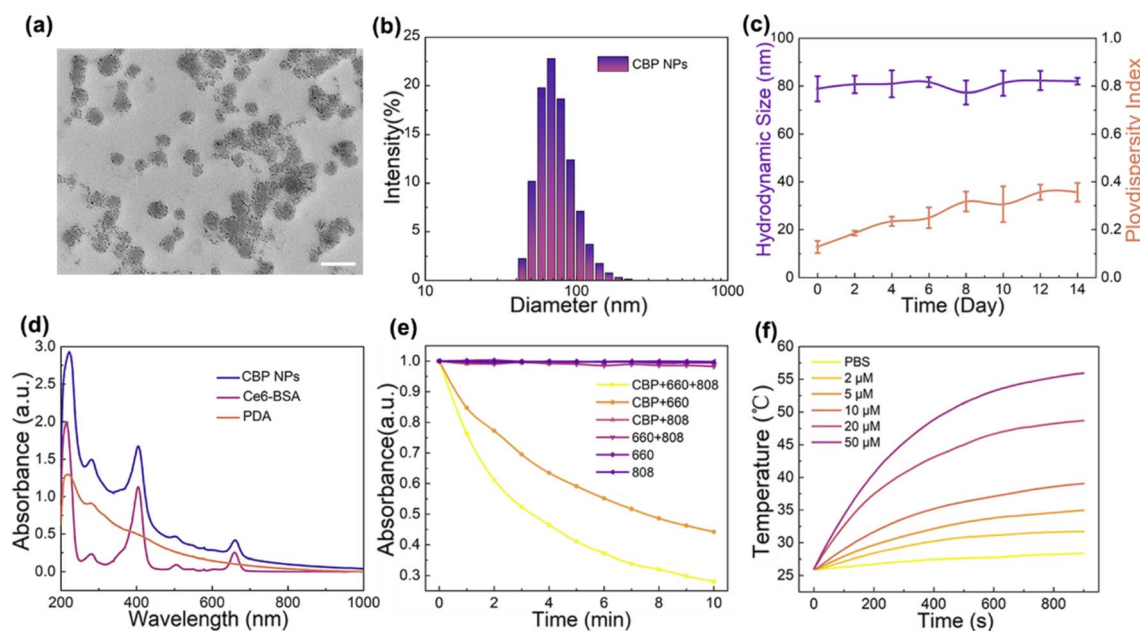 (a)
(b)
25
20
15
10
5
0
Intensity(%)
CBP NPs
10
100
1000
Diameter (nm)
(c)
100
80
60
40
20
0
Hydrodynamic Size (nm)
1.0
0.8
0.6
0.4
0.2
0.0
Ploydispersity Index
0 2 4 6 8 10 12 14
Time (Day)
(d)
3.0
2.5
2.0
1.5
1.0
0.5
0.0
Absorbance (a.u.)
CBP NPs
Ce6-BSA
PDA
200 400 600 800 1000
Wavelength (nm)
(e)
1.0
0.9
0.8
0.7
0.6
0.5
0.4
0.3
Absorbance(a.u.)
CBP+660+808
CBP+660
CBP+808
660+808
660
808
0 2 4 6 8 10
Time (min)
(f)
60
55
50
45
40
35
30
25
Temperature (℃)
PBS
2 μM
5 μM
10 μM
20 μM
50 μM
0 200 400 600 800
Time (s)